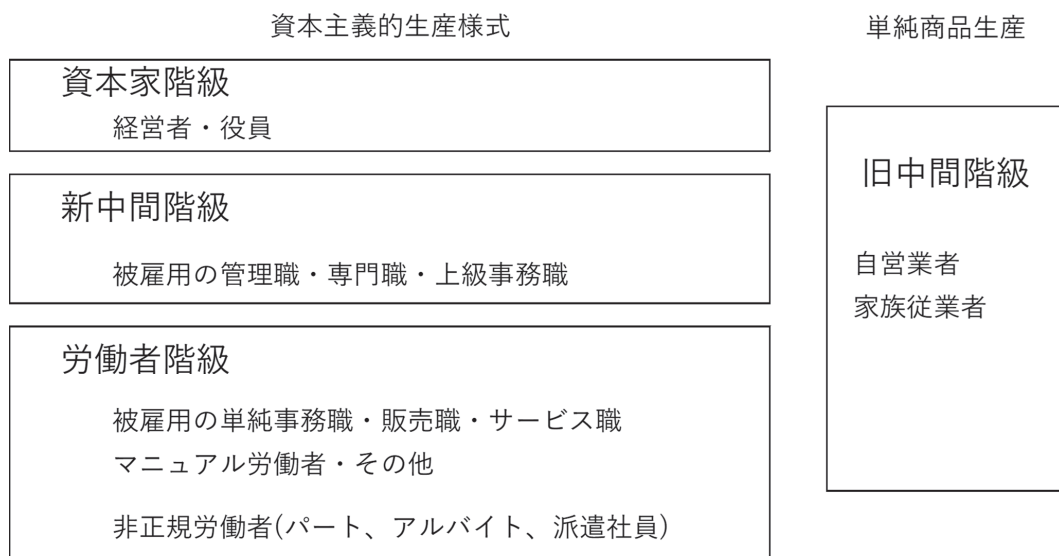 資本主義的生産様式
単純商品生産
資本家階級
経営者・役員
新中間階級
被雇用の管理職・専門職・上級事務職
労働者階級
被雇用の単純事務職・販売職・サービス職
マニュアル労働者・その他
非正規労働者(パート、アルバイト、派遣社員)
旧中間階級
自営業者
家族従業者